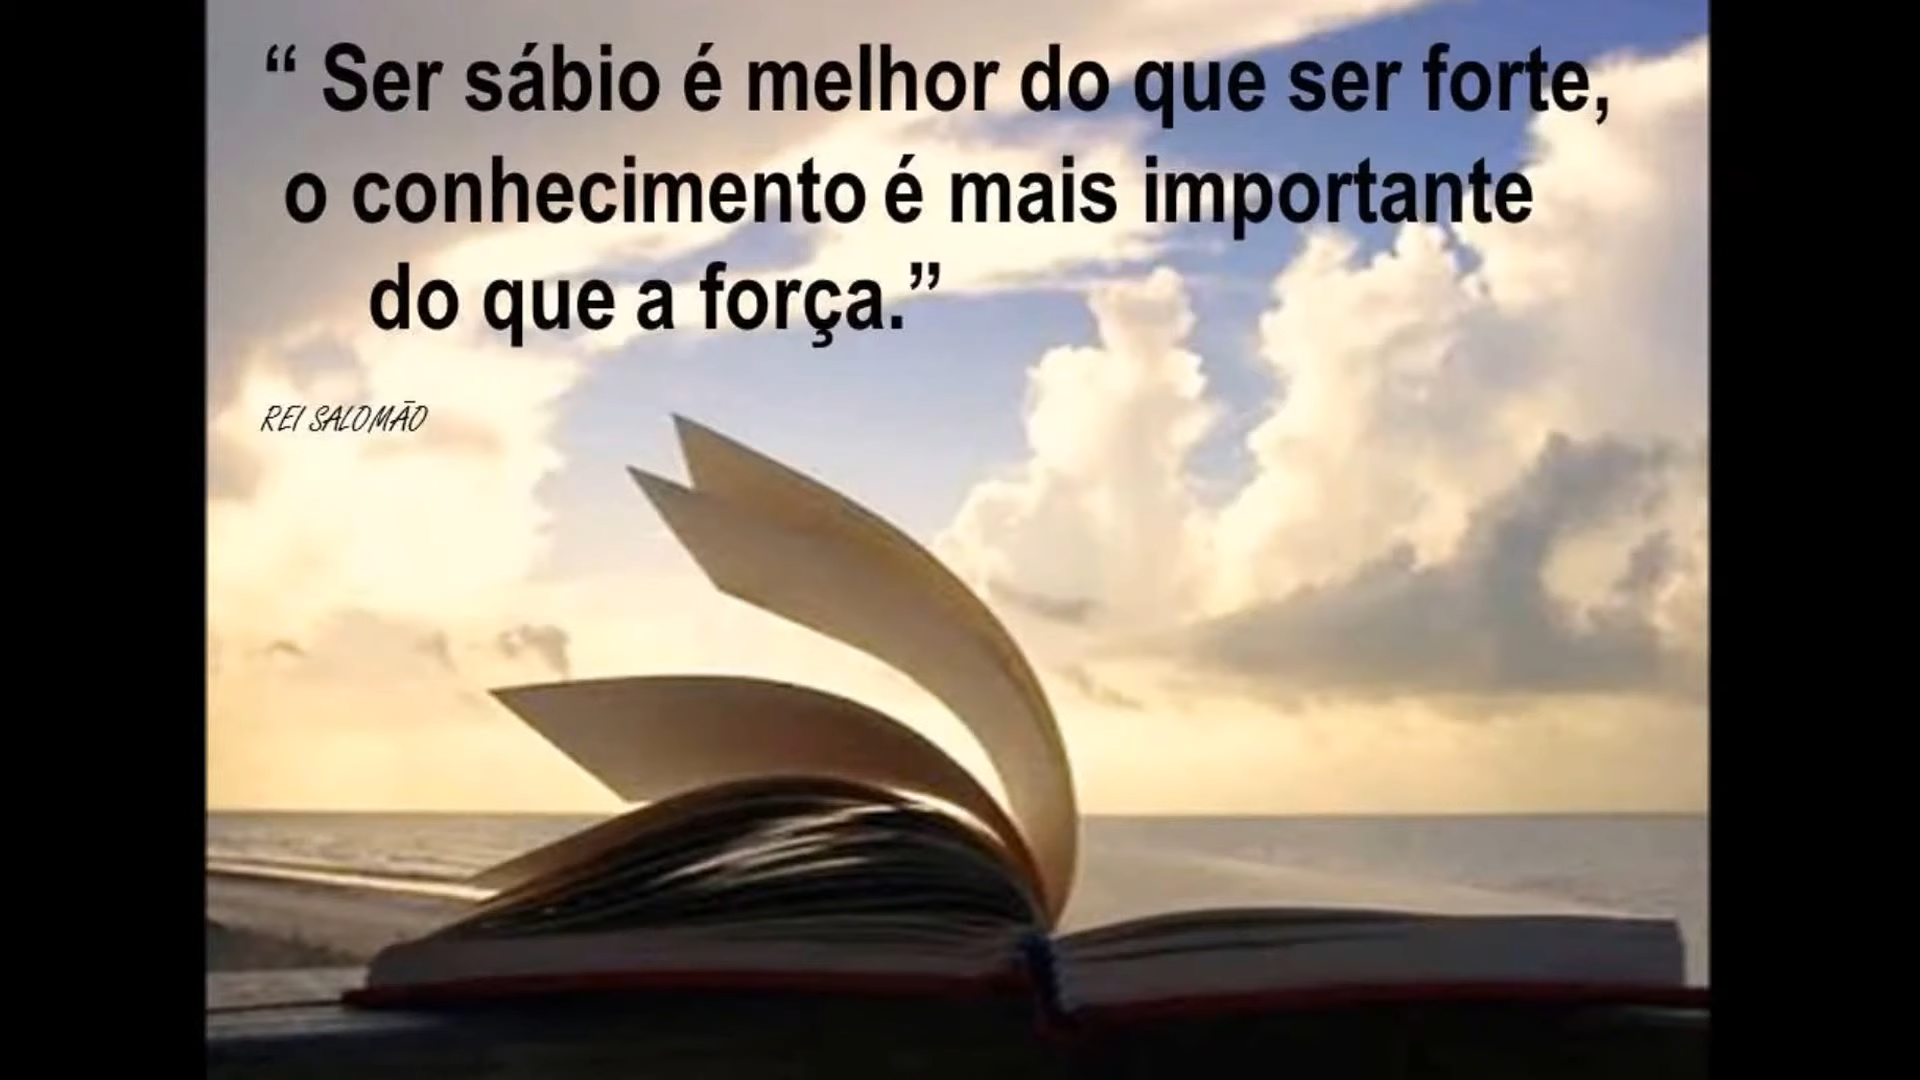 “ Ser sábio é melhor do que ser forte,
o conhecimento é mais importante
do que a força.”
REI SALOMÃO